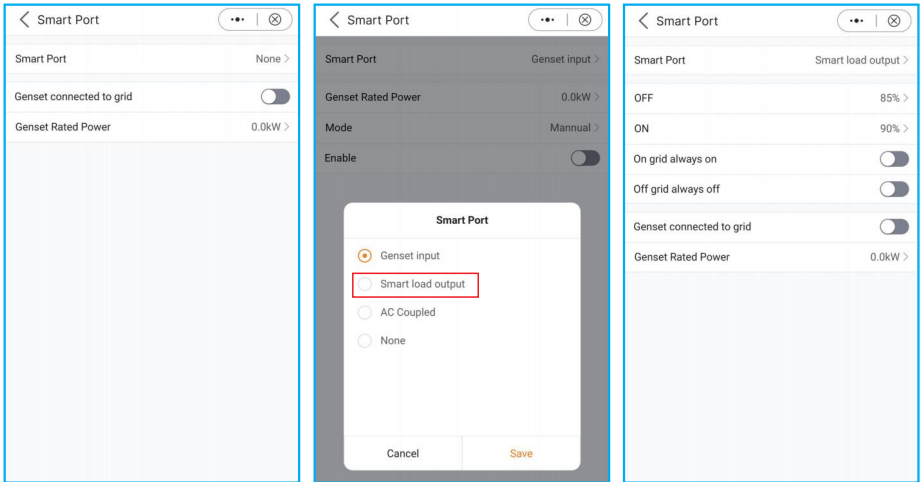 Smart Port
Smart Port None
Genset connected to grid
Genset Rated Power 0.0kW
Smart Port
Smart Port Genset input
Genset Rated Power 0.0kW
Mode Mannual
Enable
Smart Port
Genset input
Smart load output
AC Coupled
None
Cancel Save
Smart Port
Smart Port Smart load output
OFF 85%
ON 90%
On grid always on
Off grid always off
Genset connected to grid
Genset Rated Power 0.0kW